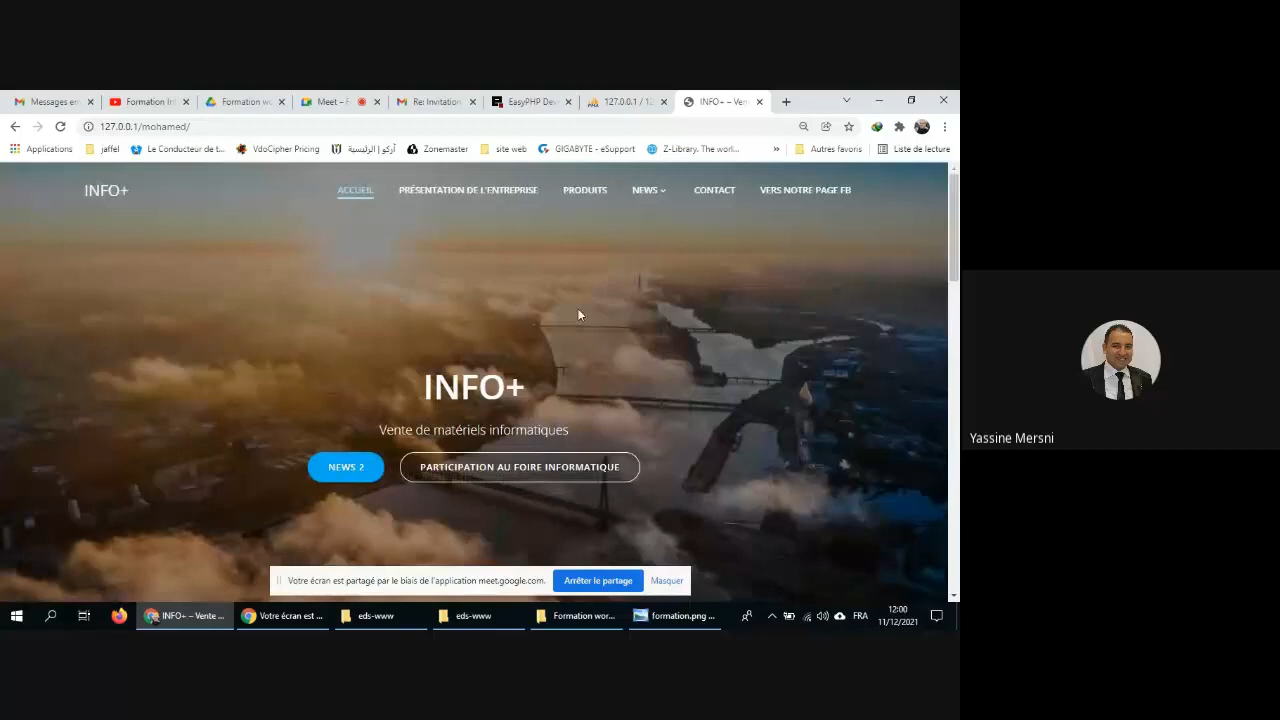 Messages en
Formation In
Formation wo
Meet – F
Re: Invitation
EasyPHP Dev
127.0.0.1 / 12
INFO+ – Ven
127.0.0.1/mohamed/
Applications
jaffel
Le Conducteur de t...
VdoCipher Pricing
أركو | الرئيسية
Zonemaster
site web
GIGABYTE - eSupport
Z-Library. The worl...
»
Autres favoris
Liste de lecture
INFO+
ACCUEIL
PRÉSENTATION DE L'ENTREPRISE
PRODUITS
NEWS
CONTACT
VERS NOTRE PAGE FB
INFO+
Vente de matériels informatiques
NEWS 2
PARTICIPATION AU FOIRE INFORMATIQUE
Votre écran est partagé par le biais de l'application meet.google.com.
Arrêter le partage
Masquer
INFO+ – Vente ...
Votre écran est ...
eds-www
eds-www
Formation wor...
formation.png ...
FRA
12:00
11/12/2021
Yassine Mersni